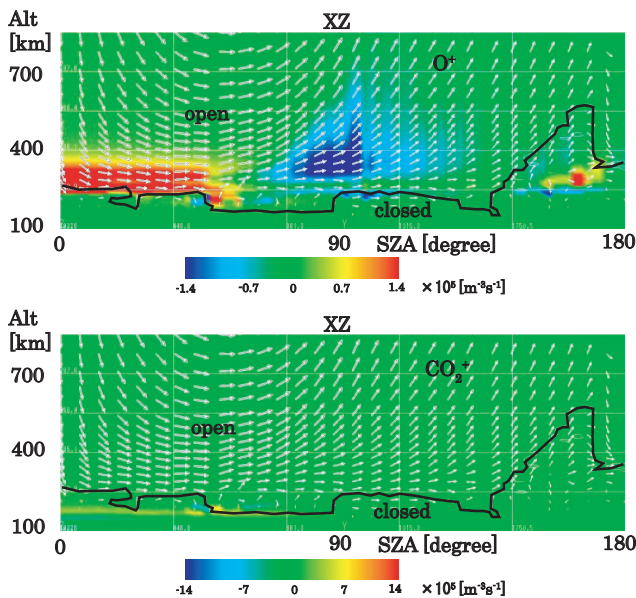 Alt
[km]
XZ
700
O⁺
open
400
closed
100
0
90
SZA [degree]
180
-1.4
-0.7
0
0.7
1.4
×10⁵ [m⁻³s⁻¹]
Alt
[km]
XZ
700
CO₂⁺
open
400
closed
100
0
90
SZA [degree]
180
-14
-7
0
7
14
×10⁵ [m⁻³s⁻¹]